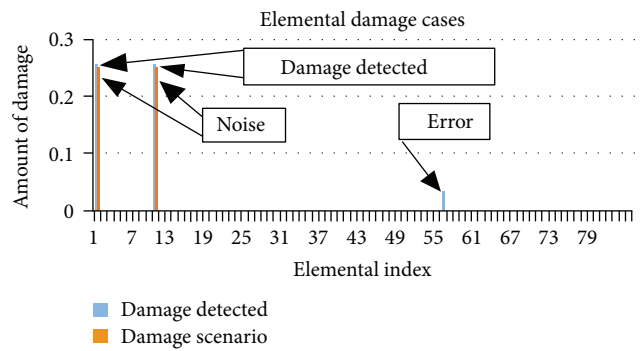 Elemental damage cases
0.3
0.2
0.1
0
Amount of damage
Damage detected
Noise
Error
1 7 13 19 25 31 37 43 49 55 61 67 73 79
Elemental index
Damage detected
Damage scenario